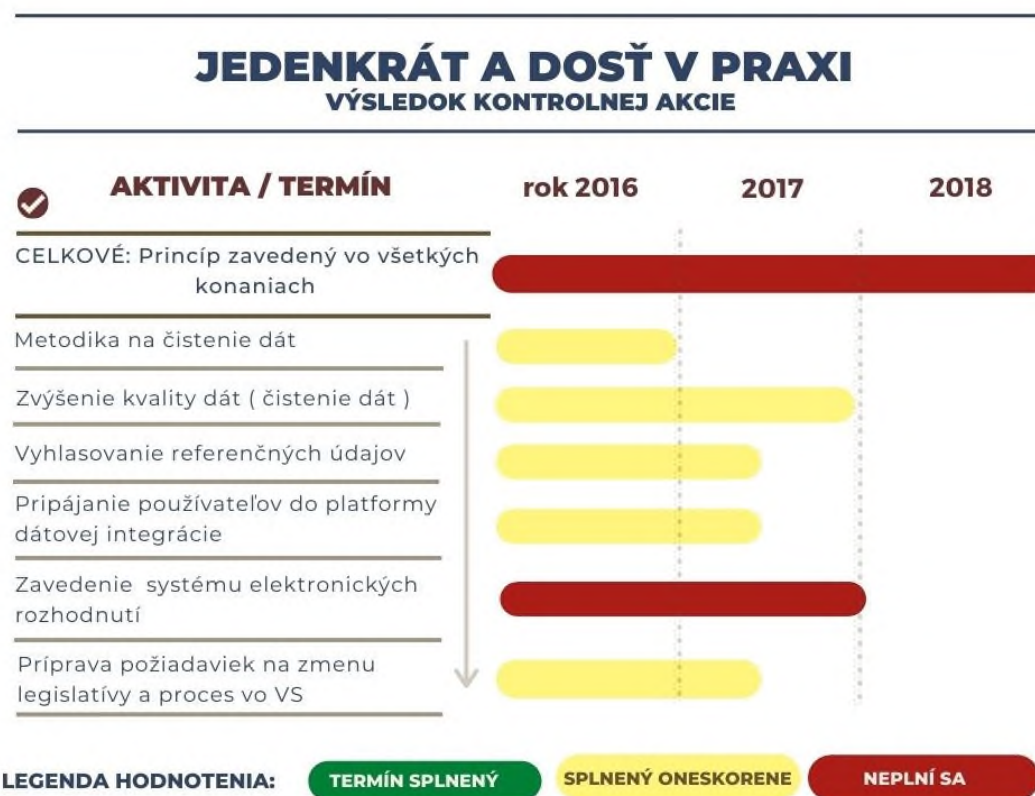 JEDENKRÁT A DOSŤ V PRAXI
VÝSLEDOK KONTROLNEJ AKCIE
AKTIVITA / TERMÍN
rok 2016
2017
2018
CELKOVÉ: Princíp zavedený vo všetkých
konaniach
Metodika na čistenie dát
Zvýšenie kvality dát ( čistenie dát )
Vyhlasovanie referenčných údajov
Pripájanie používateľov do platformy
dátovej integrácie
Zavedenie systému elektronických
rozhodnutí
Príprava požiadaviek na zmenu
legislatívy a proces vo VS
LEGENDA HODNOTENIA:
TERMÍN SPLNENÝ
SPLNENÝ ONESKORENE
NEPLNÍ SA